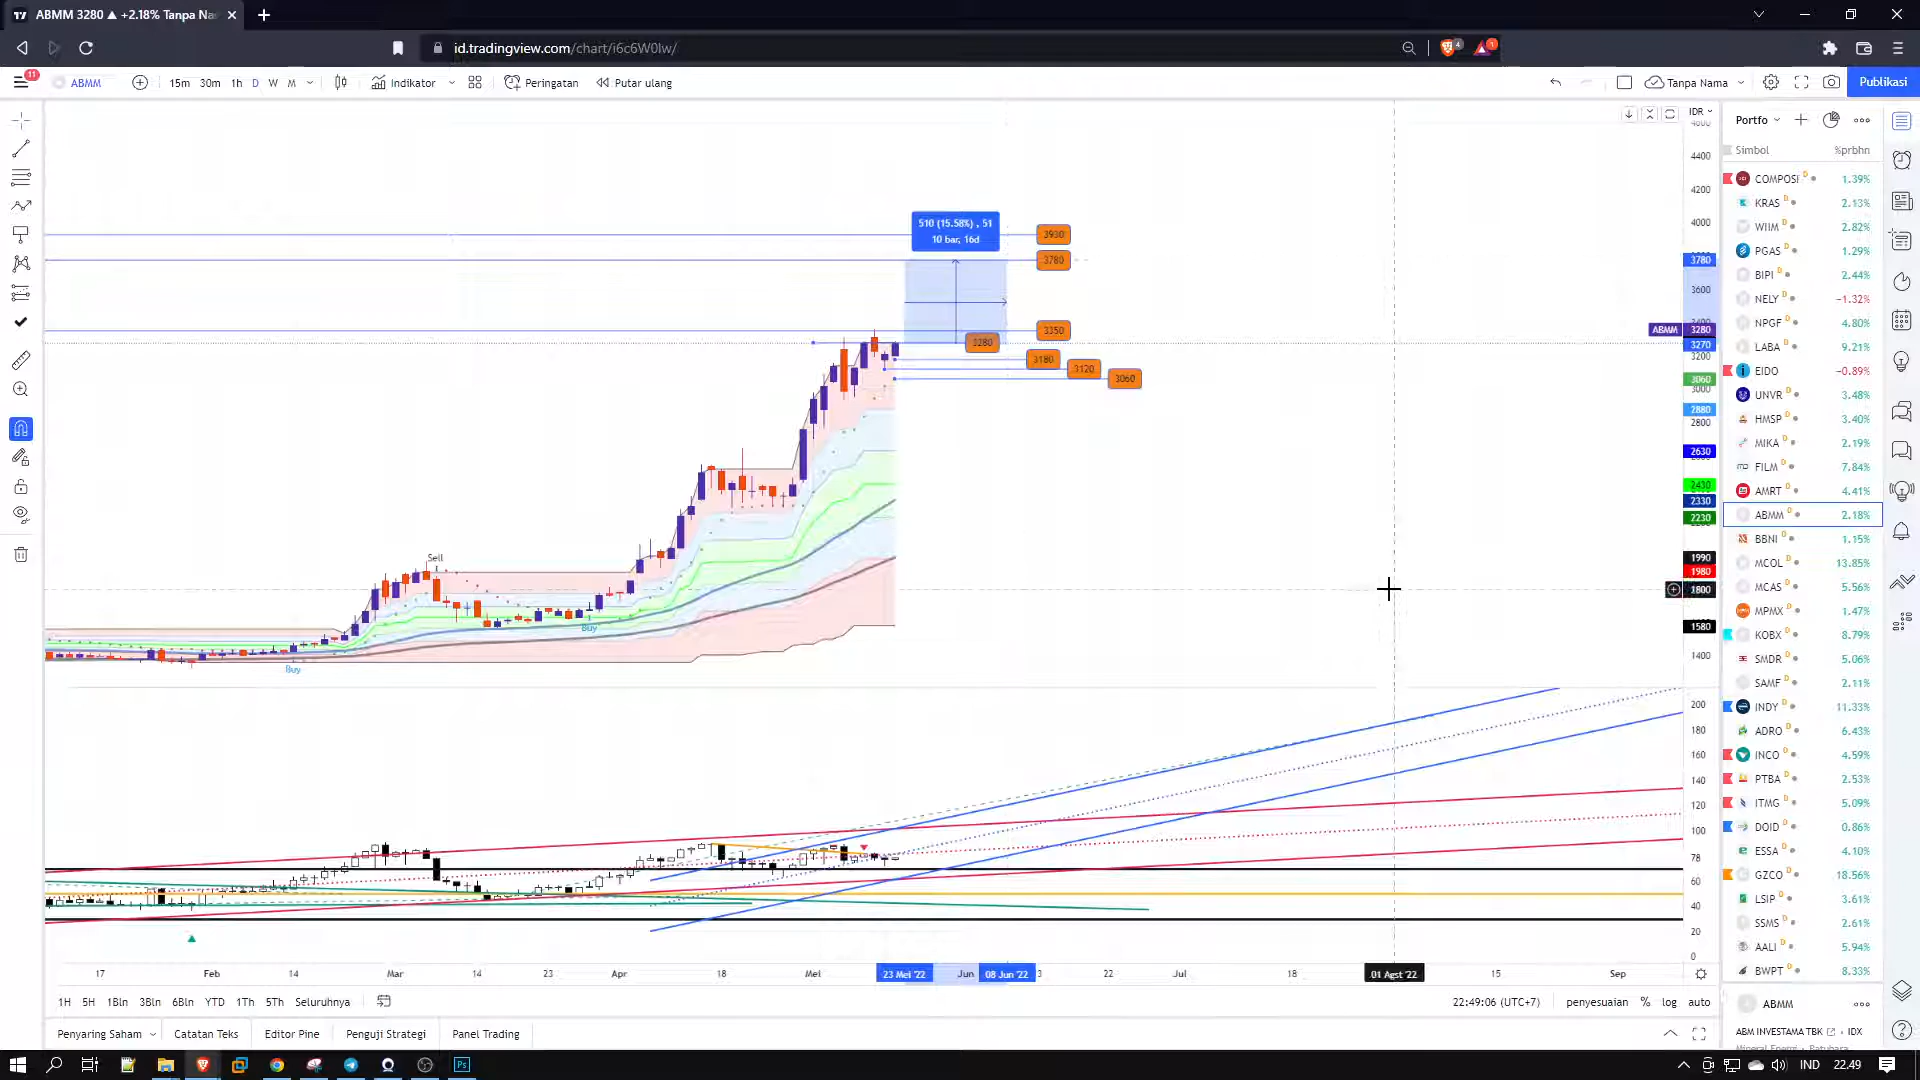 ABMM 3280 ▲ +2.18% Tanpa Na
id.tradingview.com/chart/i6c6W0Iw/
4
1
11
ABMM
15m 30m 1h D W M
Indikator
Peringatan
Putar ulang
Tanpa Nama
Publikasi
IDR
4600
4400
4200
4000
3780
3600
3400
ABMM 3280
3270
3200
3060
3000
2880
2800
2630
2430
2330
2230
1990
1980
1800
1580
1400
510 (15.58%) , 51
10 bar, 16d
3930
3780
3350
3280
3180
3120
3060
Sell
Buy
Buy
200
180
160
140
120
100
78
60
40
20
0
17 Feb 14 Mar 14 23 Apr 18 Mei 23 Mei '22 Jun 08 Jun '22 3 22 Jul 18 01 Agst '22 15 Sep
1H 5H 1Bln 3Bln 6Bln YTD 1Th 5Th Seluruhnya
22:49:06 (UTC+7) penyesuaian % log auto
Penyaring Saham Catatan Teks Editor Pine Penguji Strategi Panel Trading
Portfo
Simbol %prbhn
COMPOSI D 1.39%
KRAS D 2.13%
WIIM D 2.82%
PGAS D 1.29%
BIPI D 2.44%
NELY D −1.32%
NPGF D 4.80%
LABA D 9.21%
EIDO −0.89%
UNVR D 3.48%
HMSP D 3.40%
MIKA D 2.19%
FILM D 7.84%
AMRT D 4.41%
ABMM D 2.18%
BBNI D 1.15%
MCOL D 13.85%
MCAS D 5.56%
MPMX D 1.47%
KOBX D 8.79%
SMDR D 5.06%
SAMF D 2.11%
INDY D 11.33%
ADRO D 6.43%
INCO D 4.59%
PTBA D 2.53%
ITMG D 5.09%
DOID D 0.86%
ESSA D 4.10%
GZCO D 18.56%
LSIP D 3.61%
SSMS D 2.61%
AALI D 5.94%
BWPT D 8.33%
ABMM
ABM INVESTAMA TBK • IDX
Mineral Energi • Batubara
Ps
IND 22.49